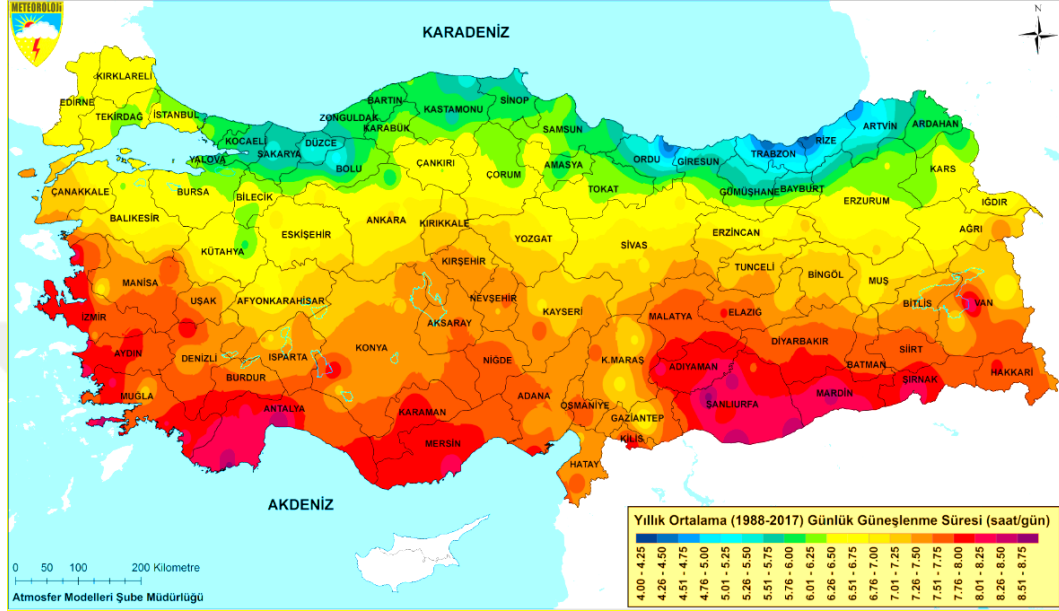 METEOROLOJİ
N
KARADENİZ
KIRKLARELİ
EDİRNE
TEKİRDAĞ
İSTANBUL
KOCAELİ
YALOVA
SAKARYA
DÜZCE
ZONGULDAK
BARTIN
KARABÜK
KASTAMONU
SİNOP
SAMSUN
BOLU
ÇANKIRI
ÇORUM
AMASYA
TOKAT
ORDU
GİRESUN
TRABZON
RİZE
ARTVİN
ARDAHAN
GÜMÜŞHANE
BAYBURT
KARS
ERZURUM
IĞDIR
AĞRI
ÇANAKKALE
BURSA
BİLECİK
BALIKESİR
ESKİŞEHİR
ANKARA
KIRIKKALE
KÜTAHYA
YOZGAT
SİVAS
ERZİNCAN
TUNCELİ
BİNGÖL
MUŞ
BİTLİS
VAN
KIRŞEHİR
NEVŞEHİR
MANİSA
UŞAK
AFYONKARAHİSAR
İZMİR
AKSARAY
KAYSERİ
MALATYA
ELAZIĞ
DİYARBAKIR
SİİRT
BATMAN
AYDIN
DENİZLİ
ISPARTA
KONYA
NİĞDE
K.MARAŞ
ADIYAMAN
ŞIRNAK
HAKKARİ
BURDUR
MUGLA
ANTALYA
KARAMAN
ADANA
OSMANİYE
GAZİANTEP
ŞANLIURFA
MARDİN
MERSİN
KİLİS
HATAY
AKDENİZ
Yıllık Ortalama (1988-2017) Günlük Güneşlenme Süresi (saat/gün)
4.00 - 4.25
4.26 - 4.50
4.51 - 4.75
4.76 - 5.00
5.01 - 5.25
5.26 - 5.50
5.51 - 5.75
5.76 - 6.00
6.01 - 6.25
6.26 - 6.50
6.51 - 6.75
6.76 - 7.00
7.01 - 7.25
7.26 - 7.50
7.51 - 7.75
7.76 - 8.00
8.01 - 8.25
8.26 - 8.50
8.51 - 8.75
0 50 100 200 Kilometre
Atmosfer Modelleri Şube Müdürlüğü